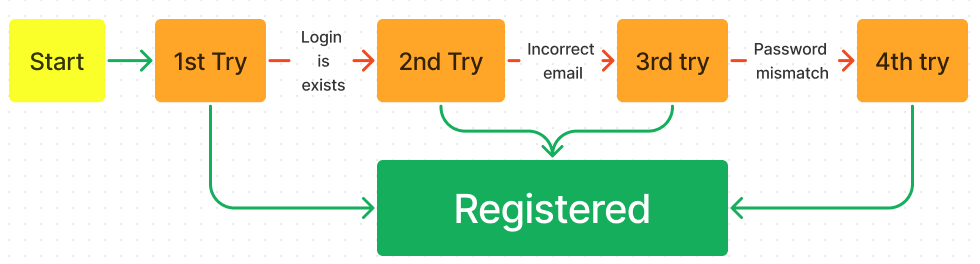 Start
1st Try
Login
is
exists
2nd Try
Incorrect
email
3rd try
Password
mismatch
4th try
Registered